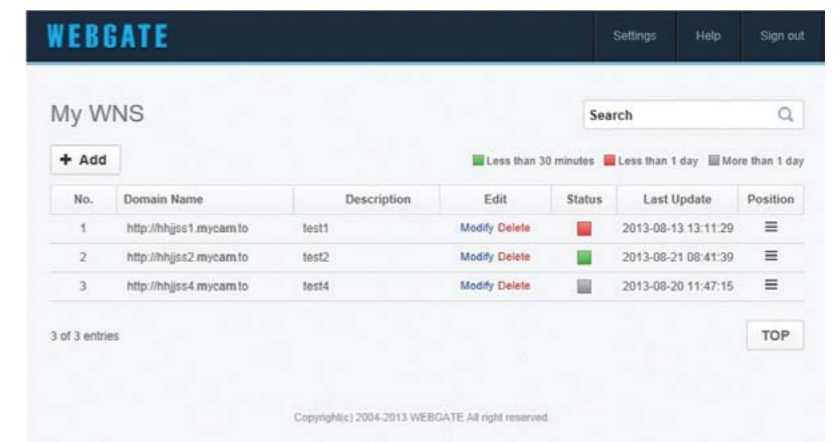 WEBGATE Settings Help Sign out
My WNS Search
+ Add Less than 30 minutes Less than 1 day More than 1 day
No. Domain Name Description Edit Status Last Update Position
1 http://hhjjss1.mycam.to test1 Modify Delete 2013-08-13 13:11:29
2 http://hhjjss2.mycam.to test2 Modify Delete 2013-08-21 08:41:39
3 http://hhjjss4.mycam.to test4 Modify Delete 2013-08-20 11:47:15
3 of 3 entries TOP
Copyright(c) 2004-2013 WEBGATE All right reserved.